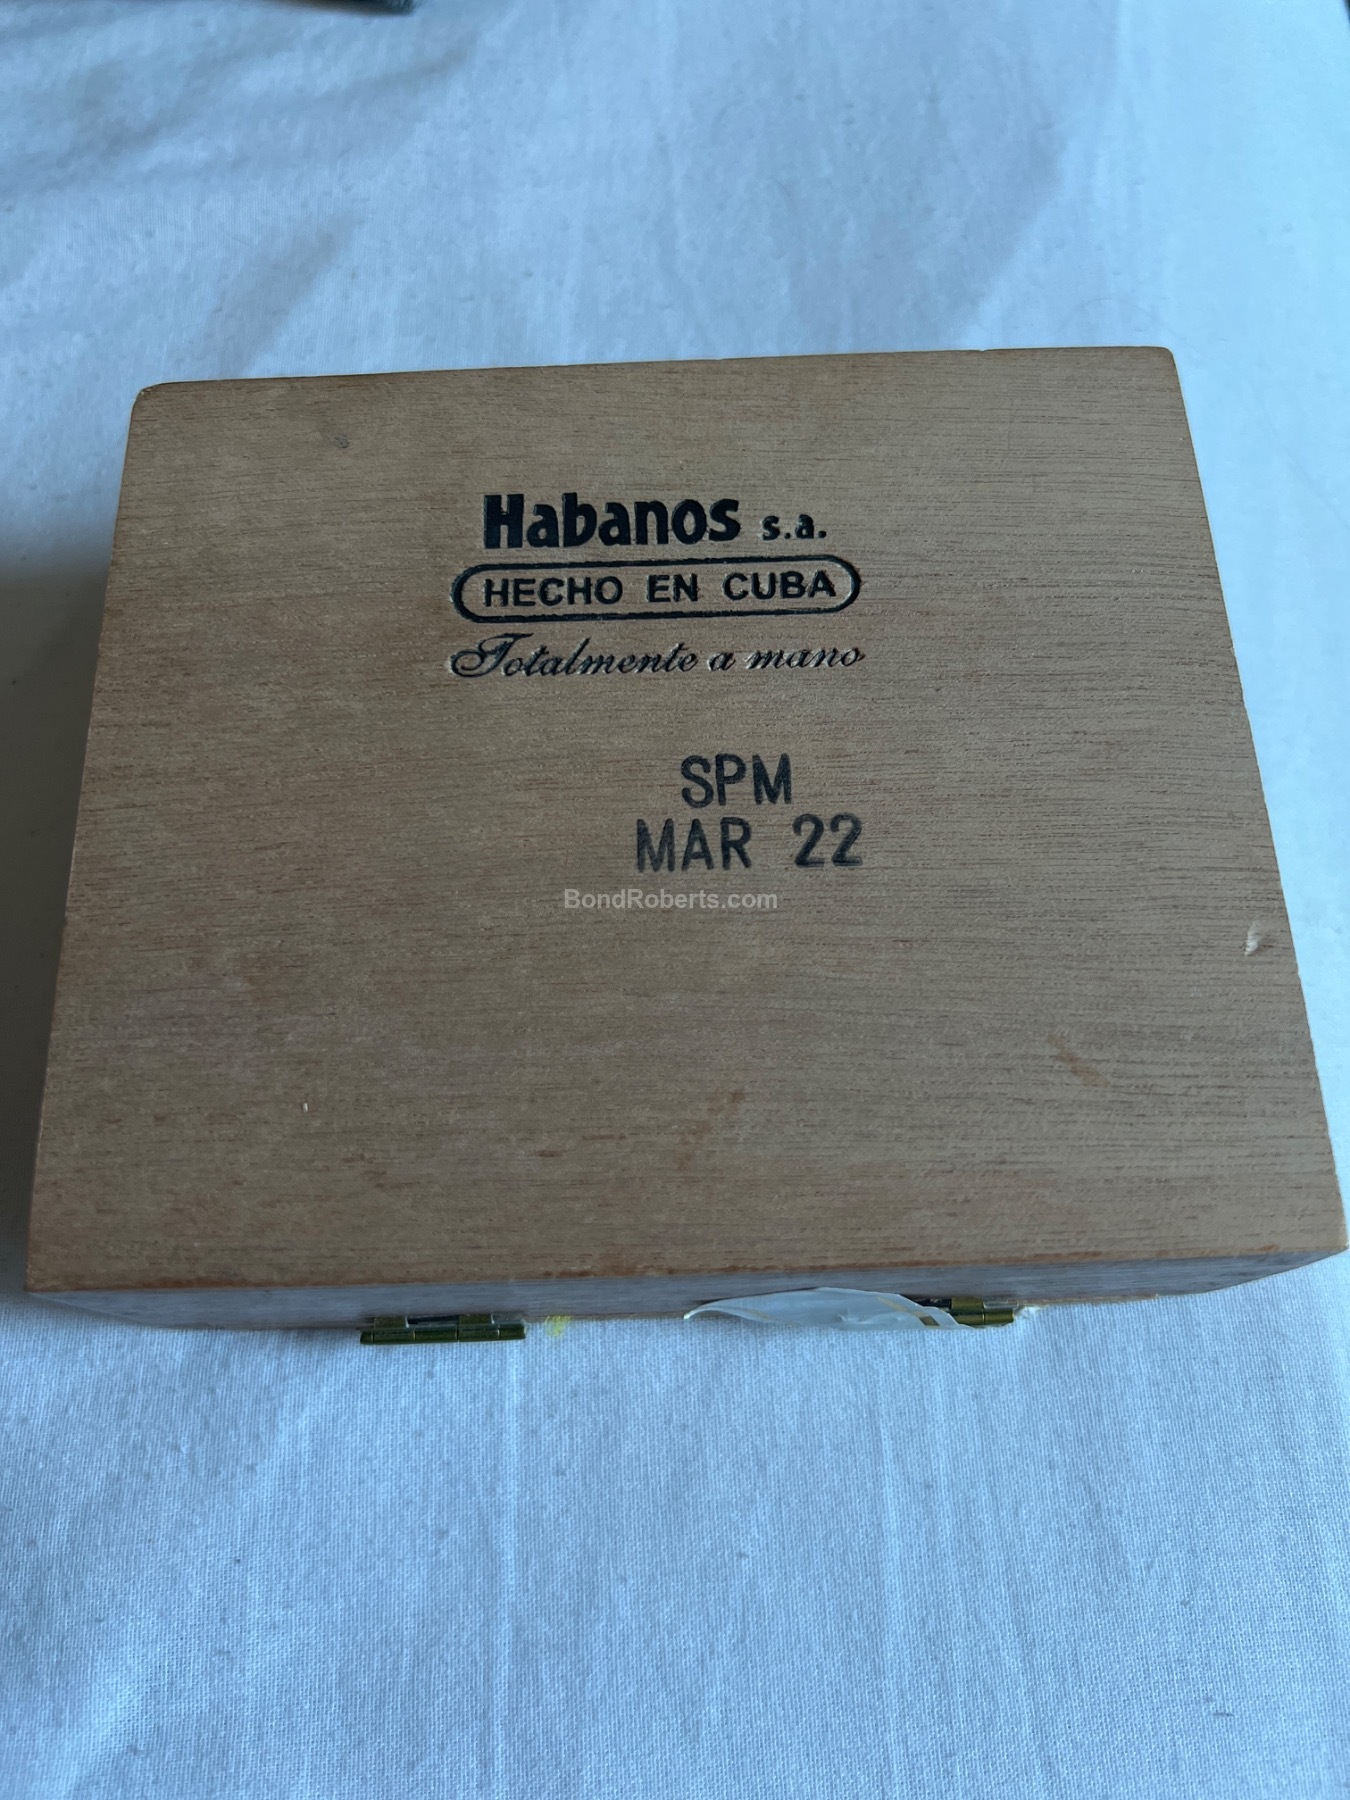 Habanos s.a.
HECHO EN CUBA
Totalmente a mano
SPM
MAR 22
BondRoberts.com